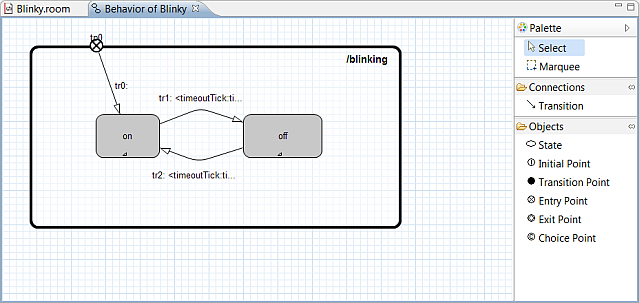 Blinky.room
Behavior of Blinky
tp0
/blinking
tr0:
tr1: <timeoutTick:ti...
on
off
tr2: <timeoutTick:ti...
Palette
Select
Marquee
Connections
Transition
Objects
State
Initial Point
Transition Point
Entry Point
Exit Point
Choice Point